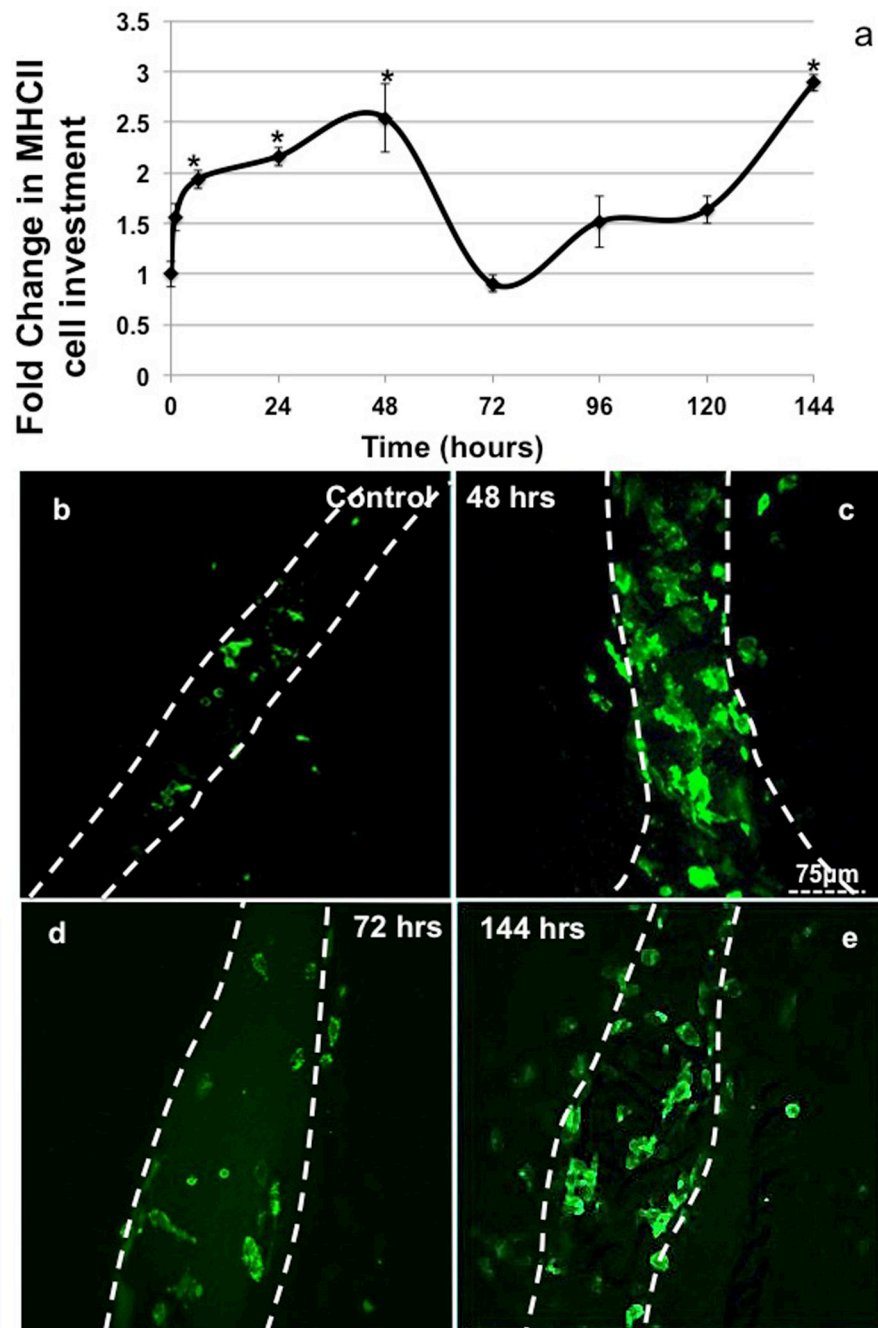 a
Fold Change in MHCII
cell investment
3.5
3
2.5
2
1.5
1
0.5
0
* * * *
0 24 48 72 96 120 144
Time (hours)
b Control
48 hrs c
75µm
d 72 hrs
144 hrs e